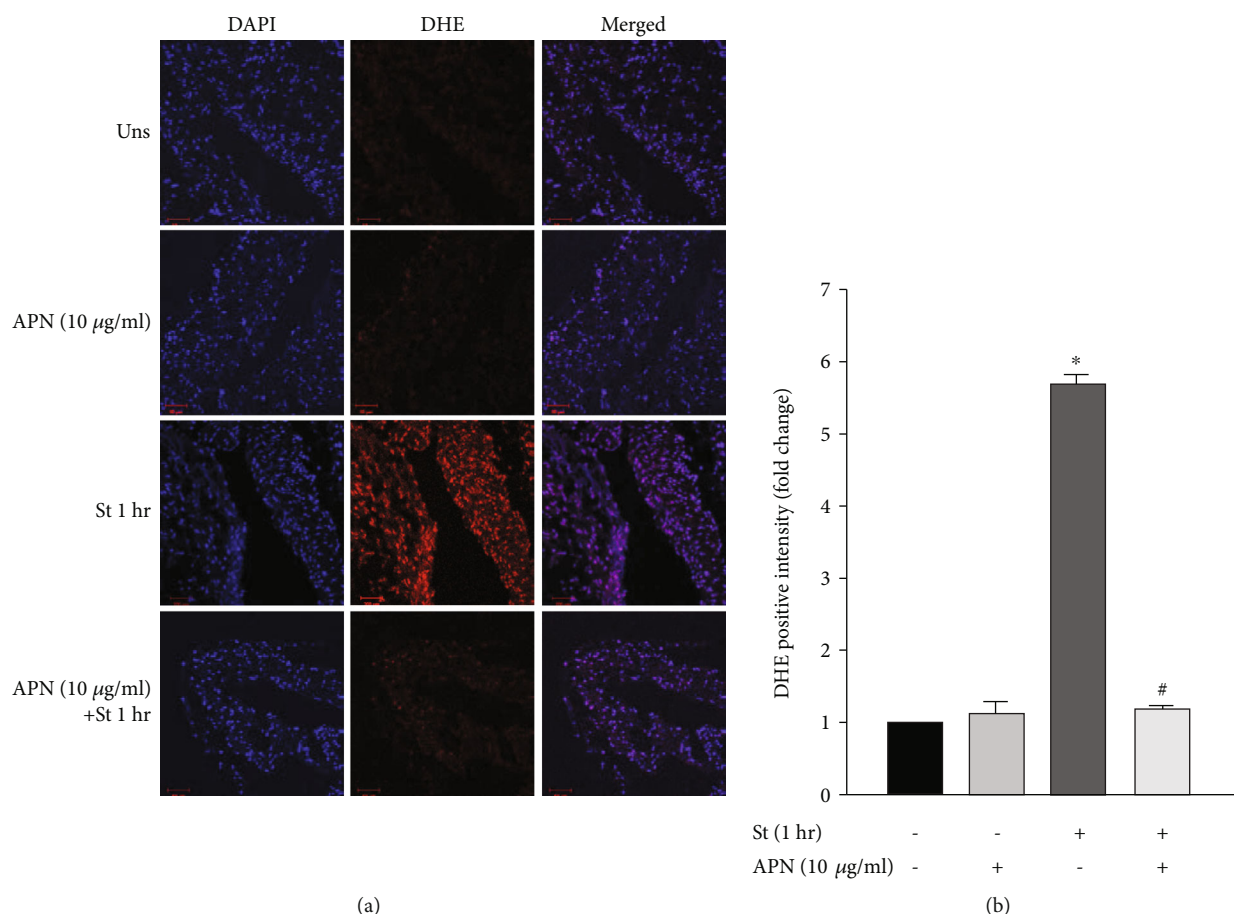 DAPI DHE Merged
Uns
APN (10 μg/ml)
St 1 hr
APN (10 μg/ml)
+St 1 hr
(a)
DHE positive intensity (fold change)
7
6
5
4
3
2
1
0
*
#
St (1 hr) - - + +
APN (10 μg/ml) - + - +
(b)